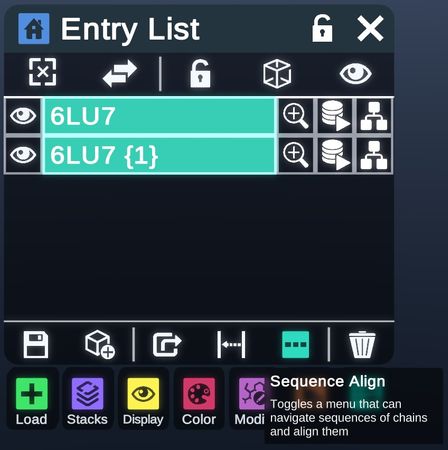 Entry List
6LU7
6LU7 {1}
Load
Stacks
Display
Color
Modi
Sequence Align
Toggles a menu that can
navigate sequences of chains
and align them